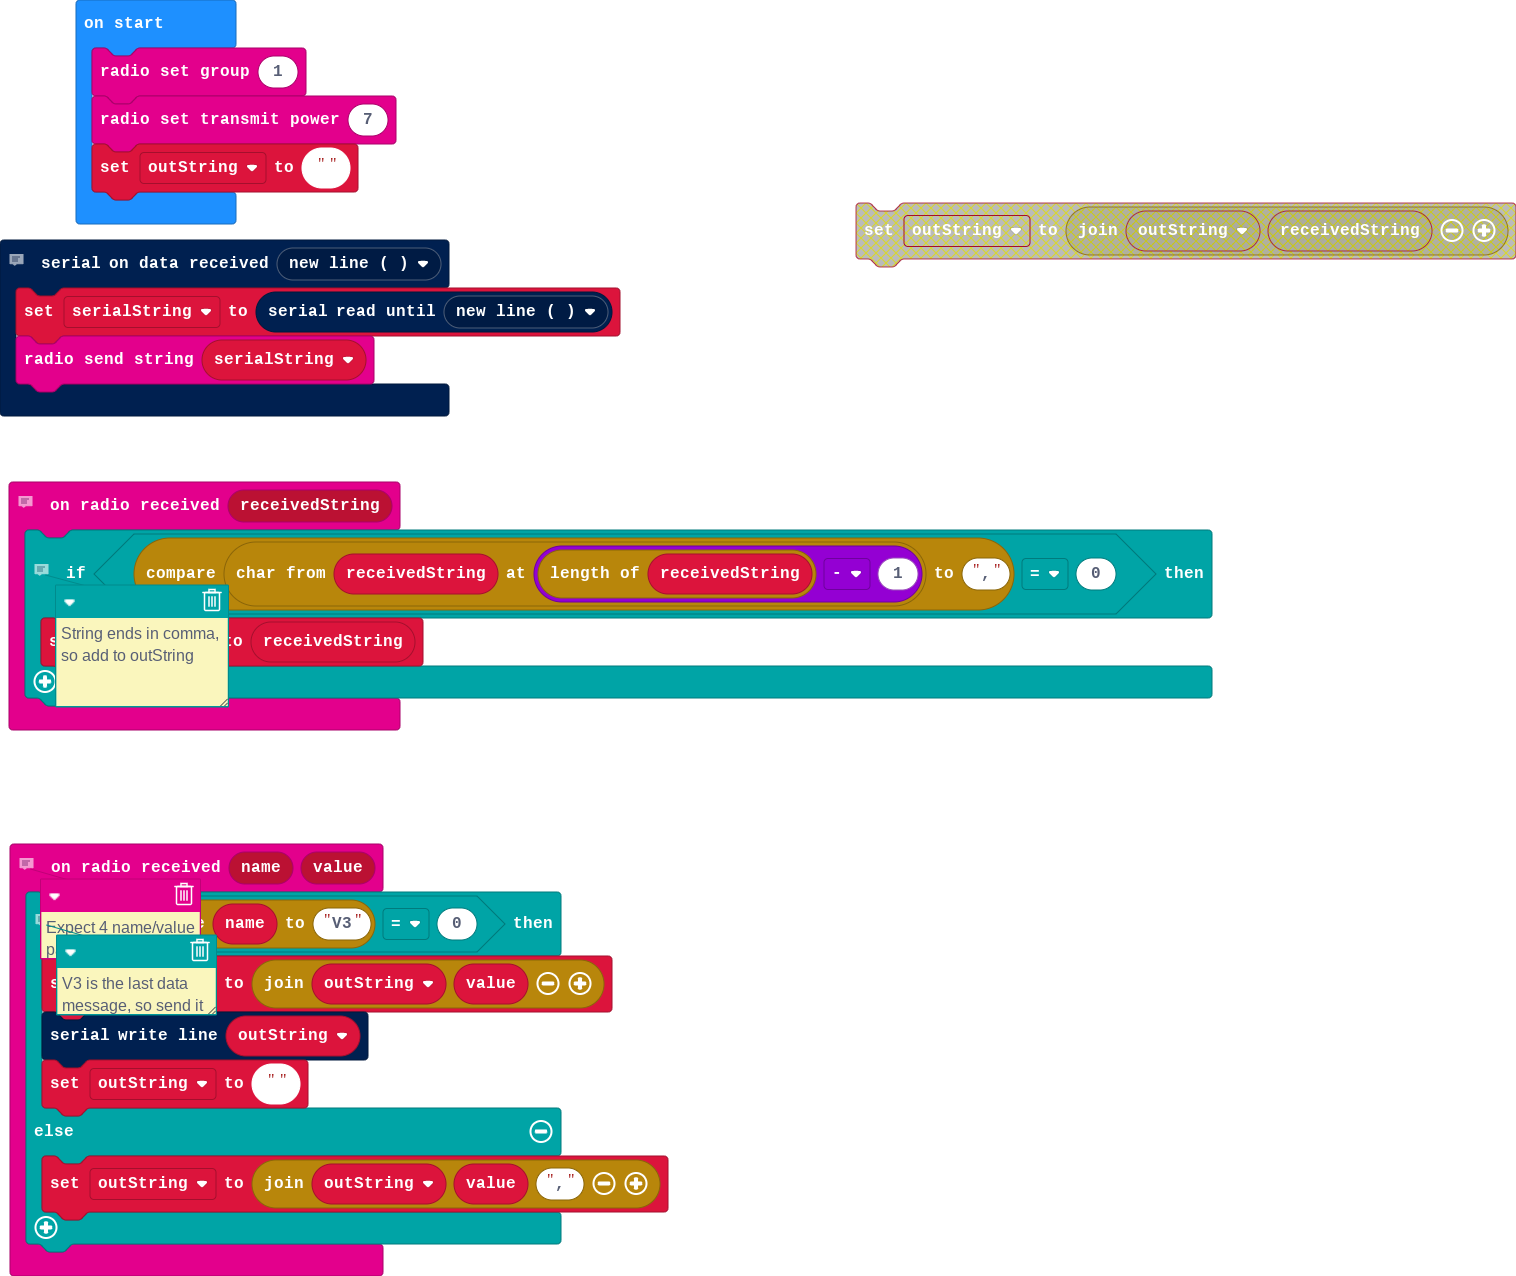 on start
radio set group 1
radio set transmit power 7
set outString to " "
set outString to join outString receivedString
serial on data received new line ( )
set serialString to serial read until new line ( )
radio send string serialString
on radio received receivedString
if compare char from receivedString at length of receivedString - 1 to "," = 0 then
String ends in comma,
so add to outString
to receivedString
on radio received name value
name to "V3" = 0 then
Expect 4 name/value
V3 is the last data
message, so send it
to join outString value
serial write line outString
set outString to " "
else
set outString to join outString value ","